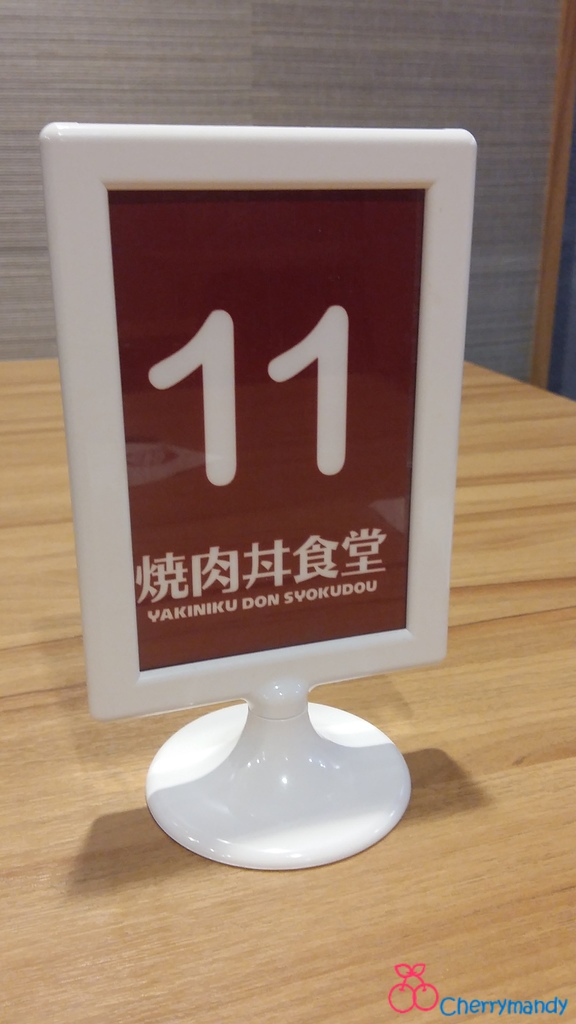 11
焼肉丼食堂
YAKINIKU DON SYOKUDOU
Cherrymandy